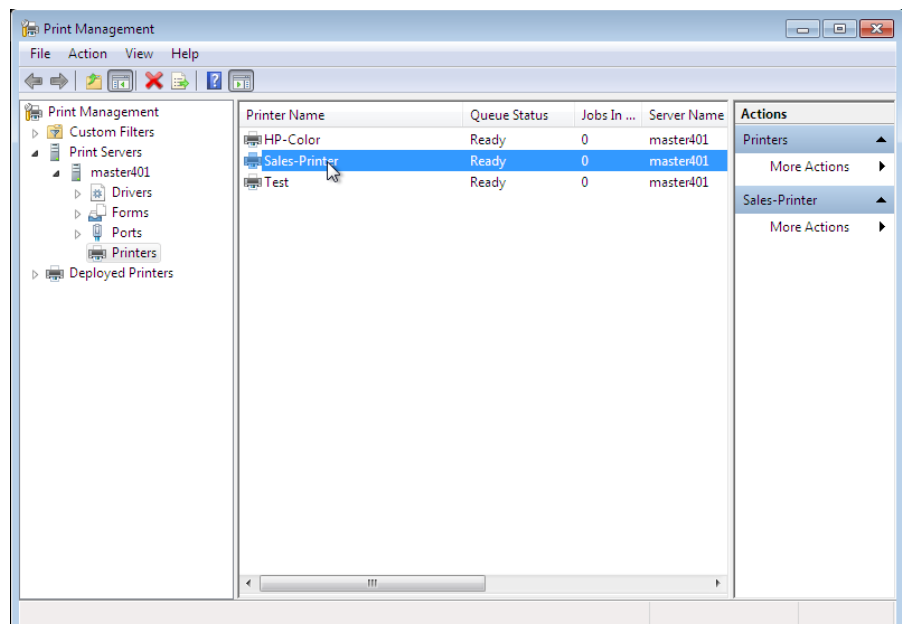 Print Management
File Action View Help
Print Management
Custom Filters
Print Servers
master401
Drivers
Forms
Ports
Printers
Deployed Printers
Printer Name Queue Status Jobs In ... Server Name
HP-Color Ready 0 master401
Sales-Printer Ready 0 master401
Test Ready 0 master401
Actions
Printers
More Actions
Sales-Printer
More Actions